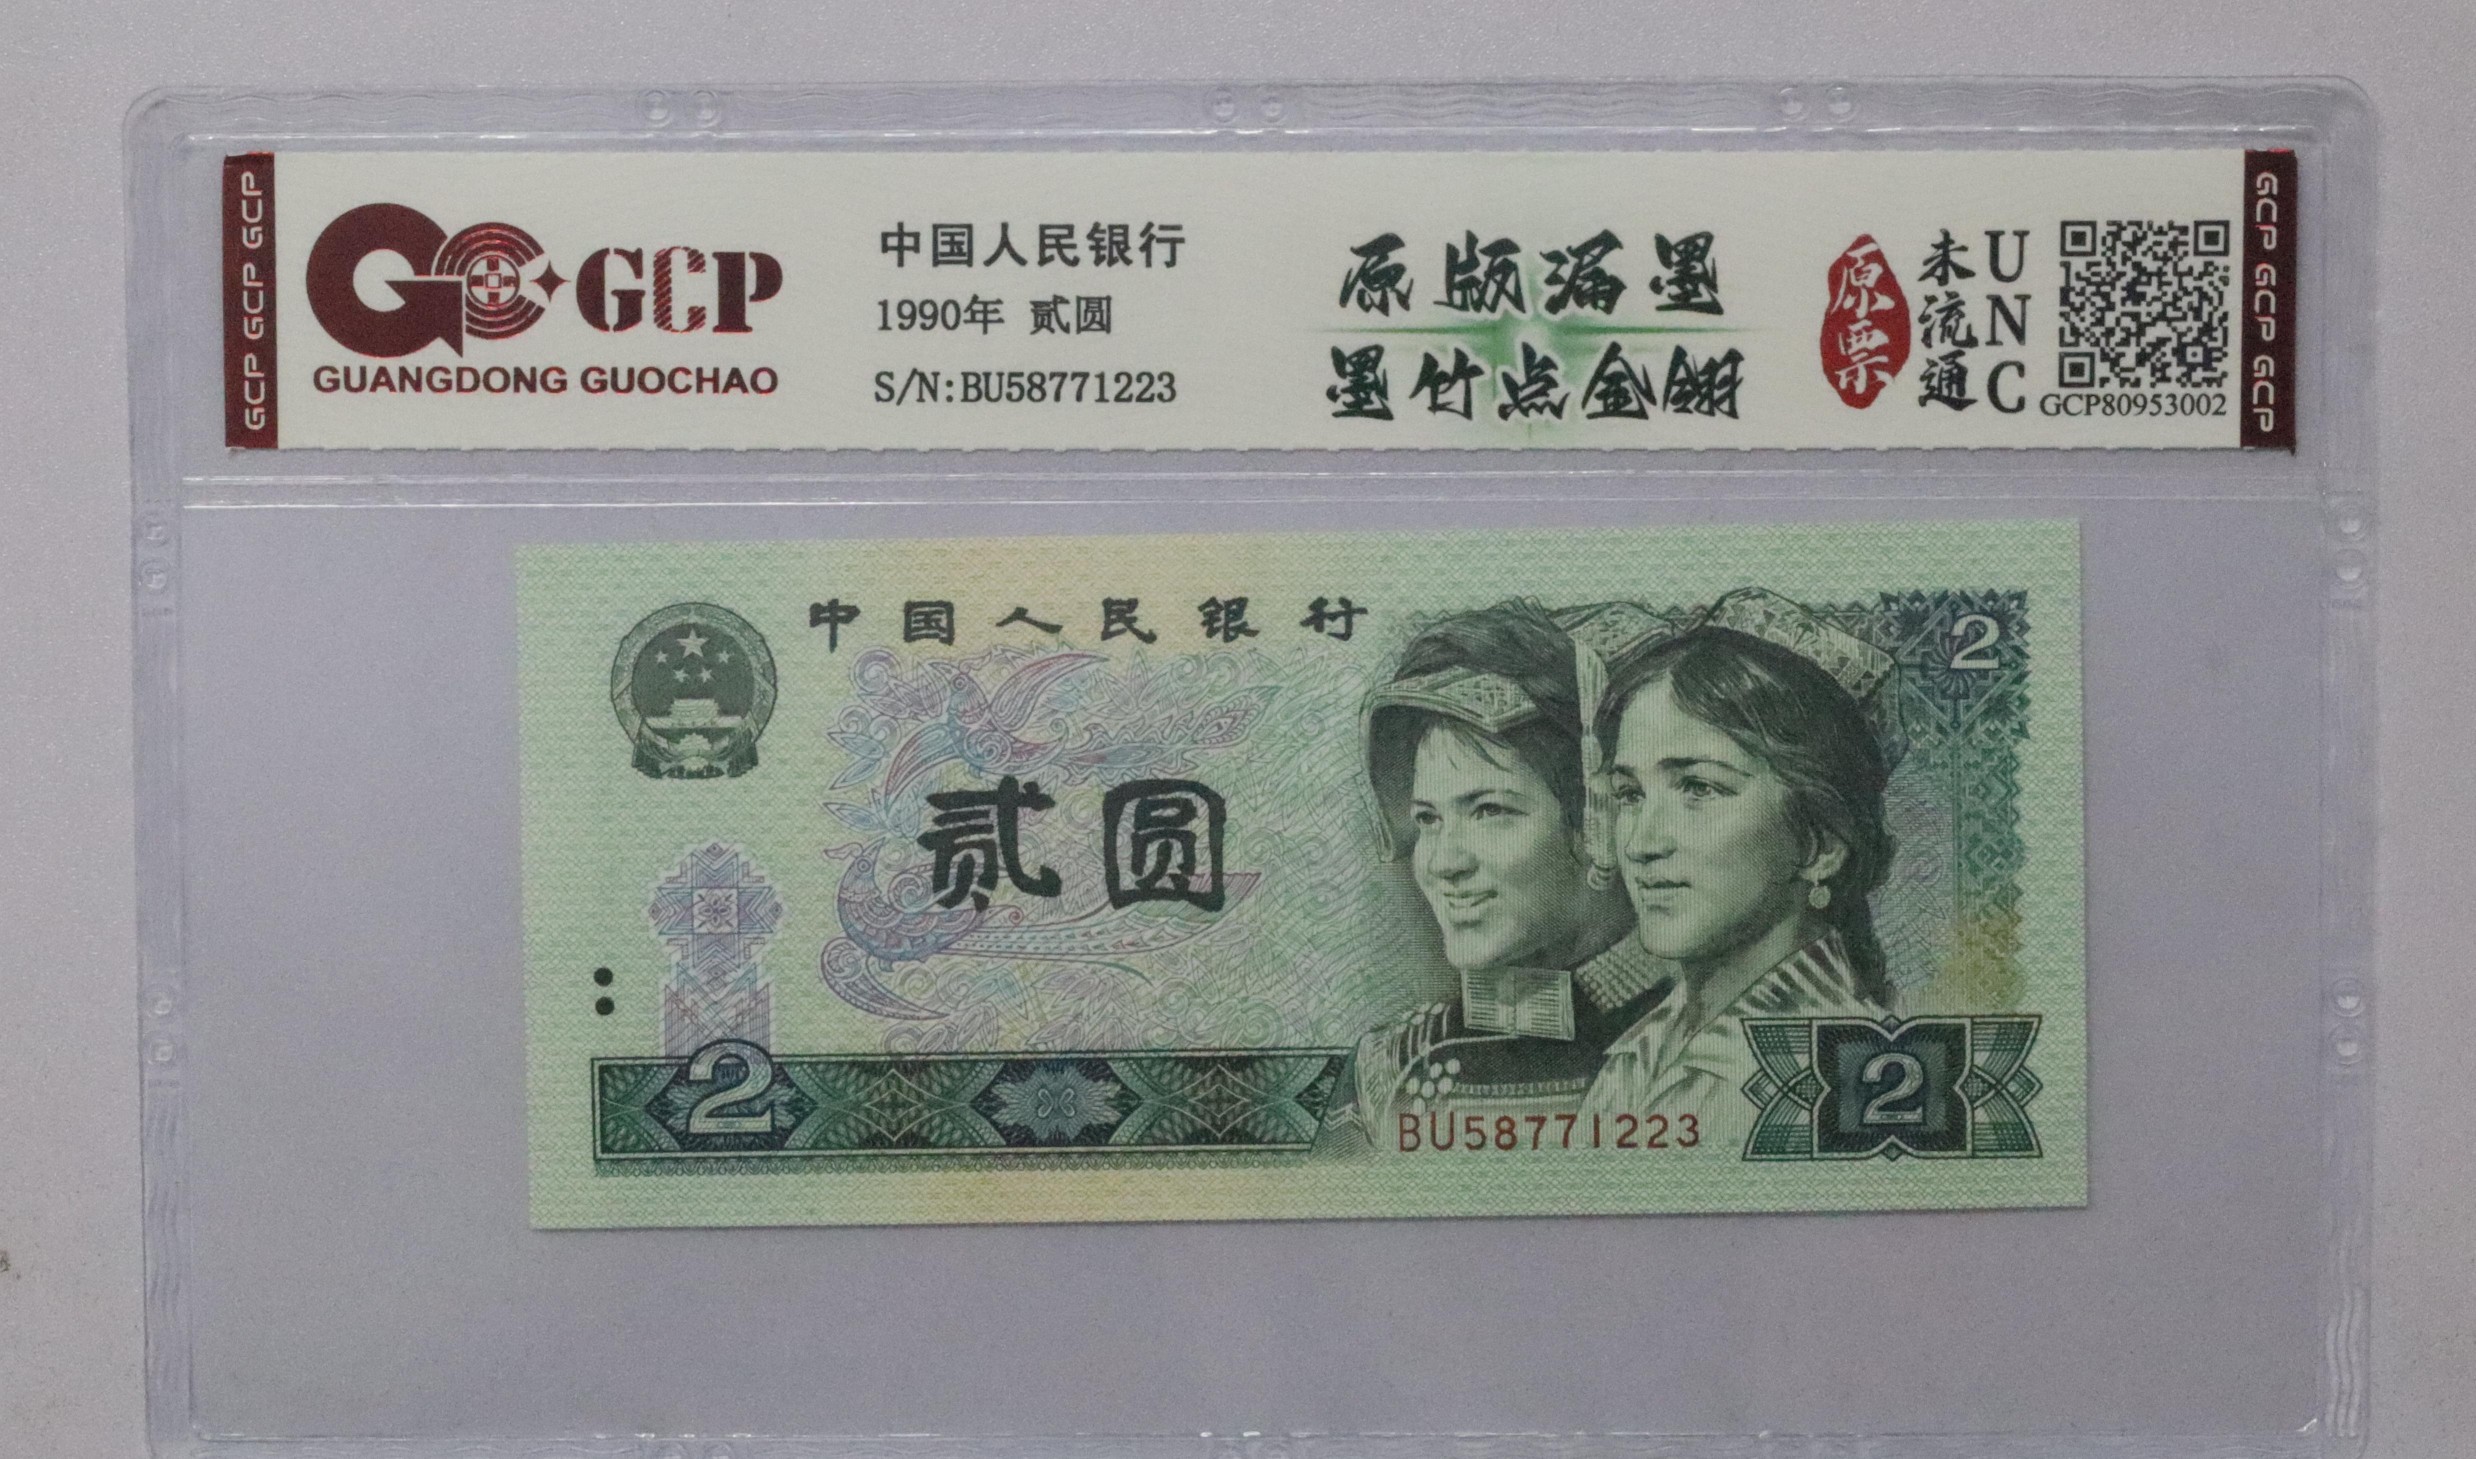 GCP GCP GCP
GCP
GUANGDONG GUOCHAO
中国人民银行
1990年 贰圆
S/N:BU58771223
原版漏墨
墨竹点金翎
原票
未流通
UNC
GCP80953002
GCP GCP GCP
中国人民银行
2
贰圆
2
BU58771223
2